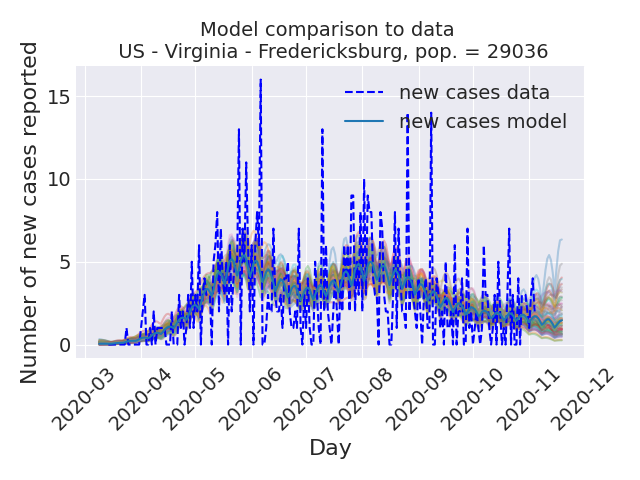 Model comparison to data
US - Virginia - Fredericksburg, pop. = 29036
Number of new cases reported
15
10
5
0
new cases data
new cases model
2020-03
2020-04
2020-05
2020-06
2020-07
2020-08
2020-09
2020-10
2020-11
2020-12
Day